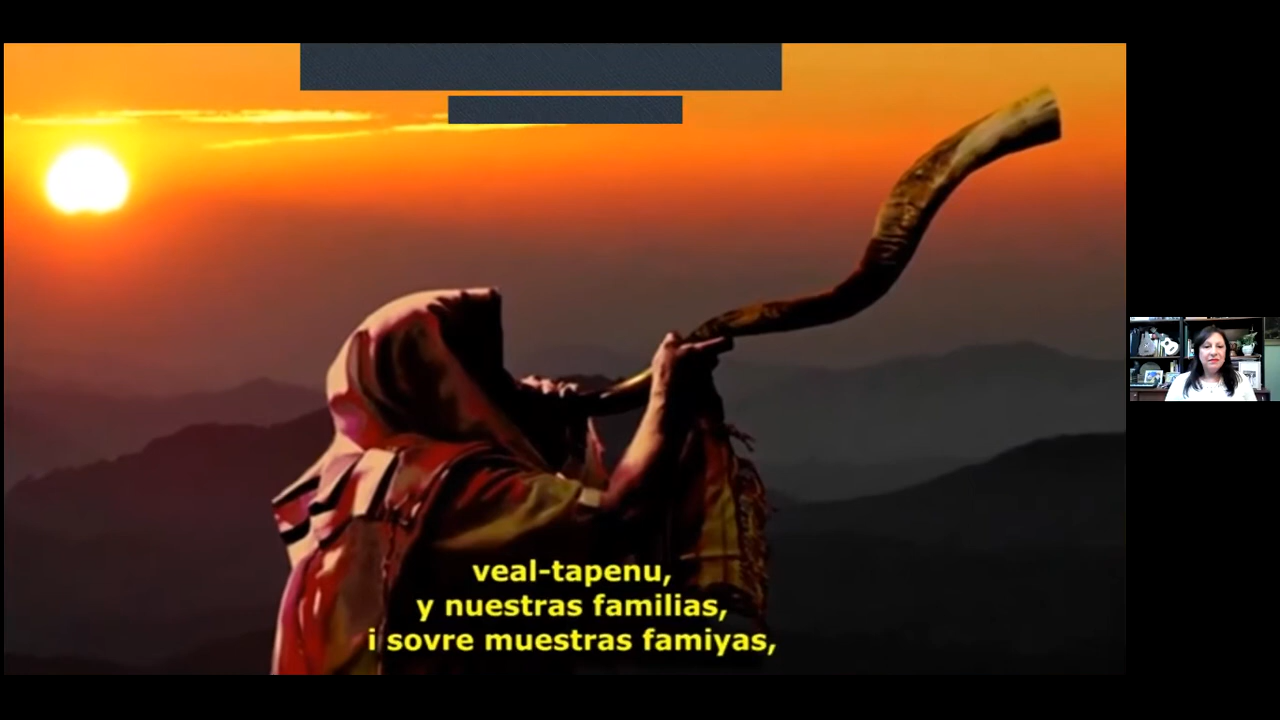 veal-tapenu,
y nuestras familias,
i sovre muestras famiyas,